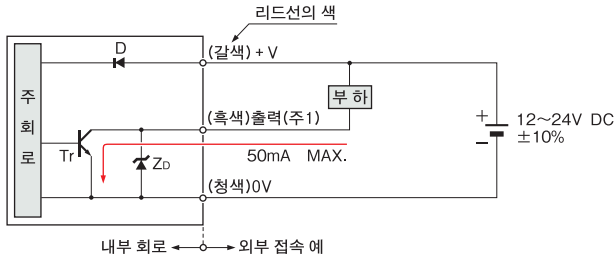 리드선의 색
D
(갈색) + V
주회로
부 하
(흑색)출력(주1)
Tr
ZD
50mA MAX.
+
12~24V DC
±10%
−
(청색)0V
내부 회로
외부 접속 예